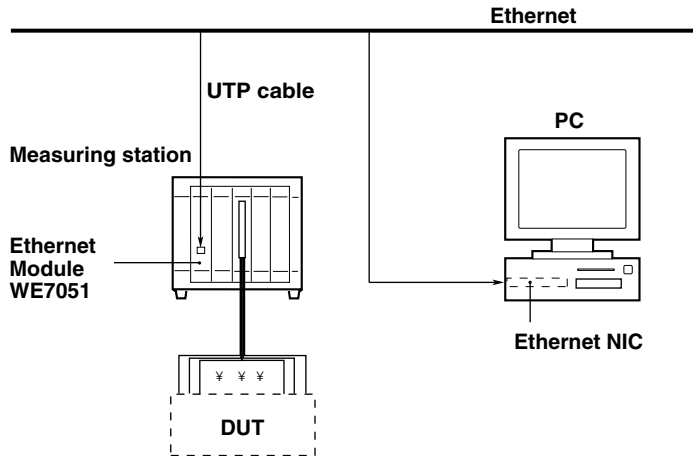 Ethernet
UTP cable
PC
Measuring station
Ethernet
Module
WE7051
Ethernet NIC
¥ ¥ ¥
DUT